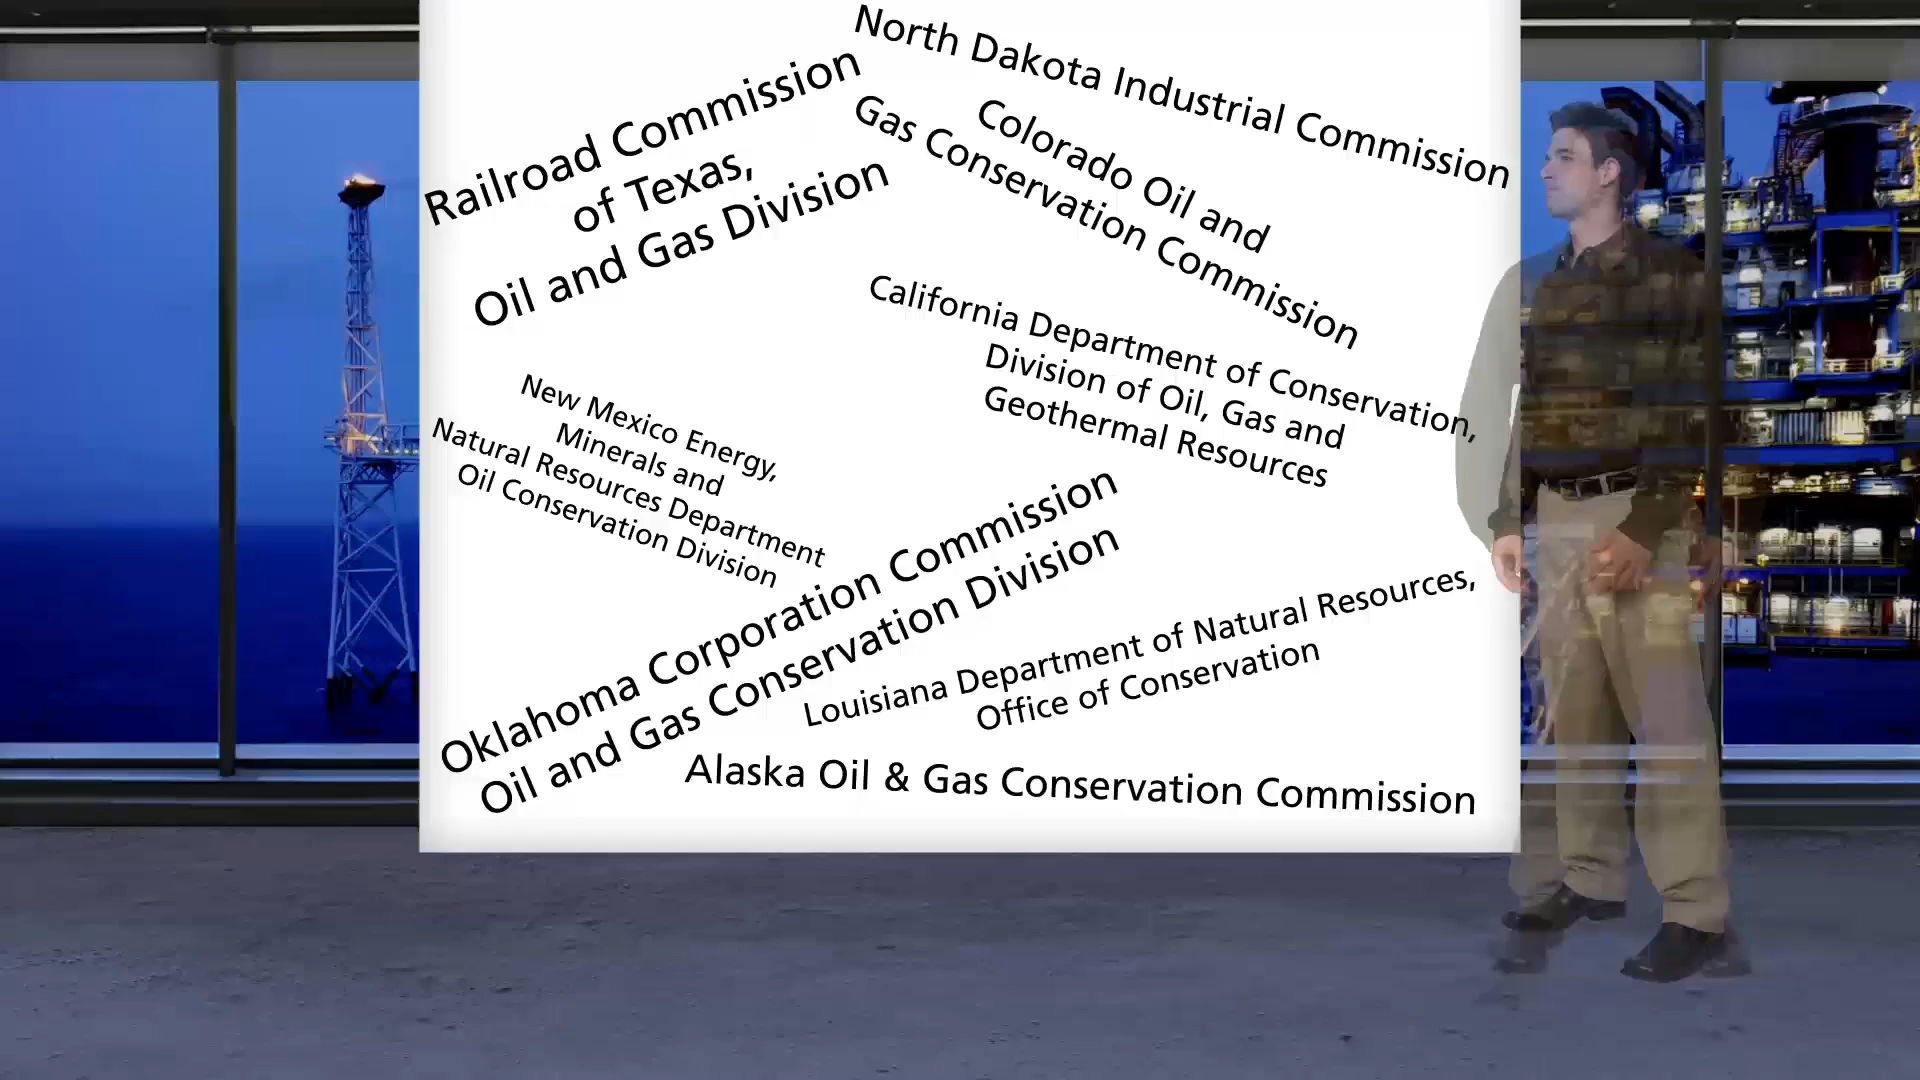 North Dakota Industrial Commission
Railroad Commission
of Texas,
Oil and Gas Division
Colorado Oil and
Gas Conservation Commission
California Department of Conservation,
Division of Oil, Gas and
Geothermal Resources
New Mexico Energy,
Minerals and
Natural Resources Department
Oil Conservation Division
Oklahoma Corporation Commission
Oil and Gas Conservation Division
Louisiana Department of Natural Resources,
Office of Conservation
Alaska Oil & Gas Conservation Commission